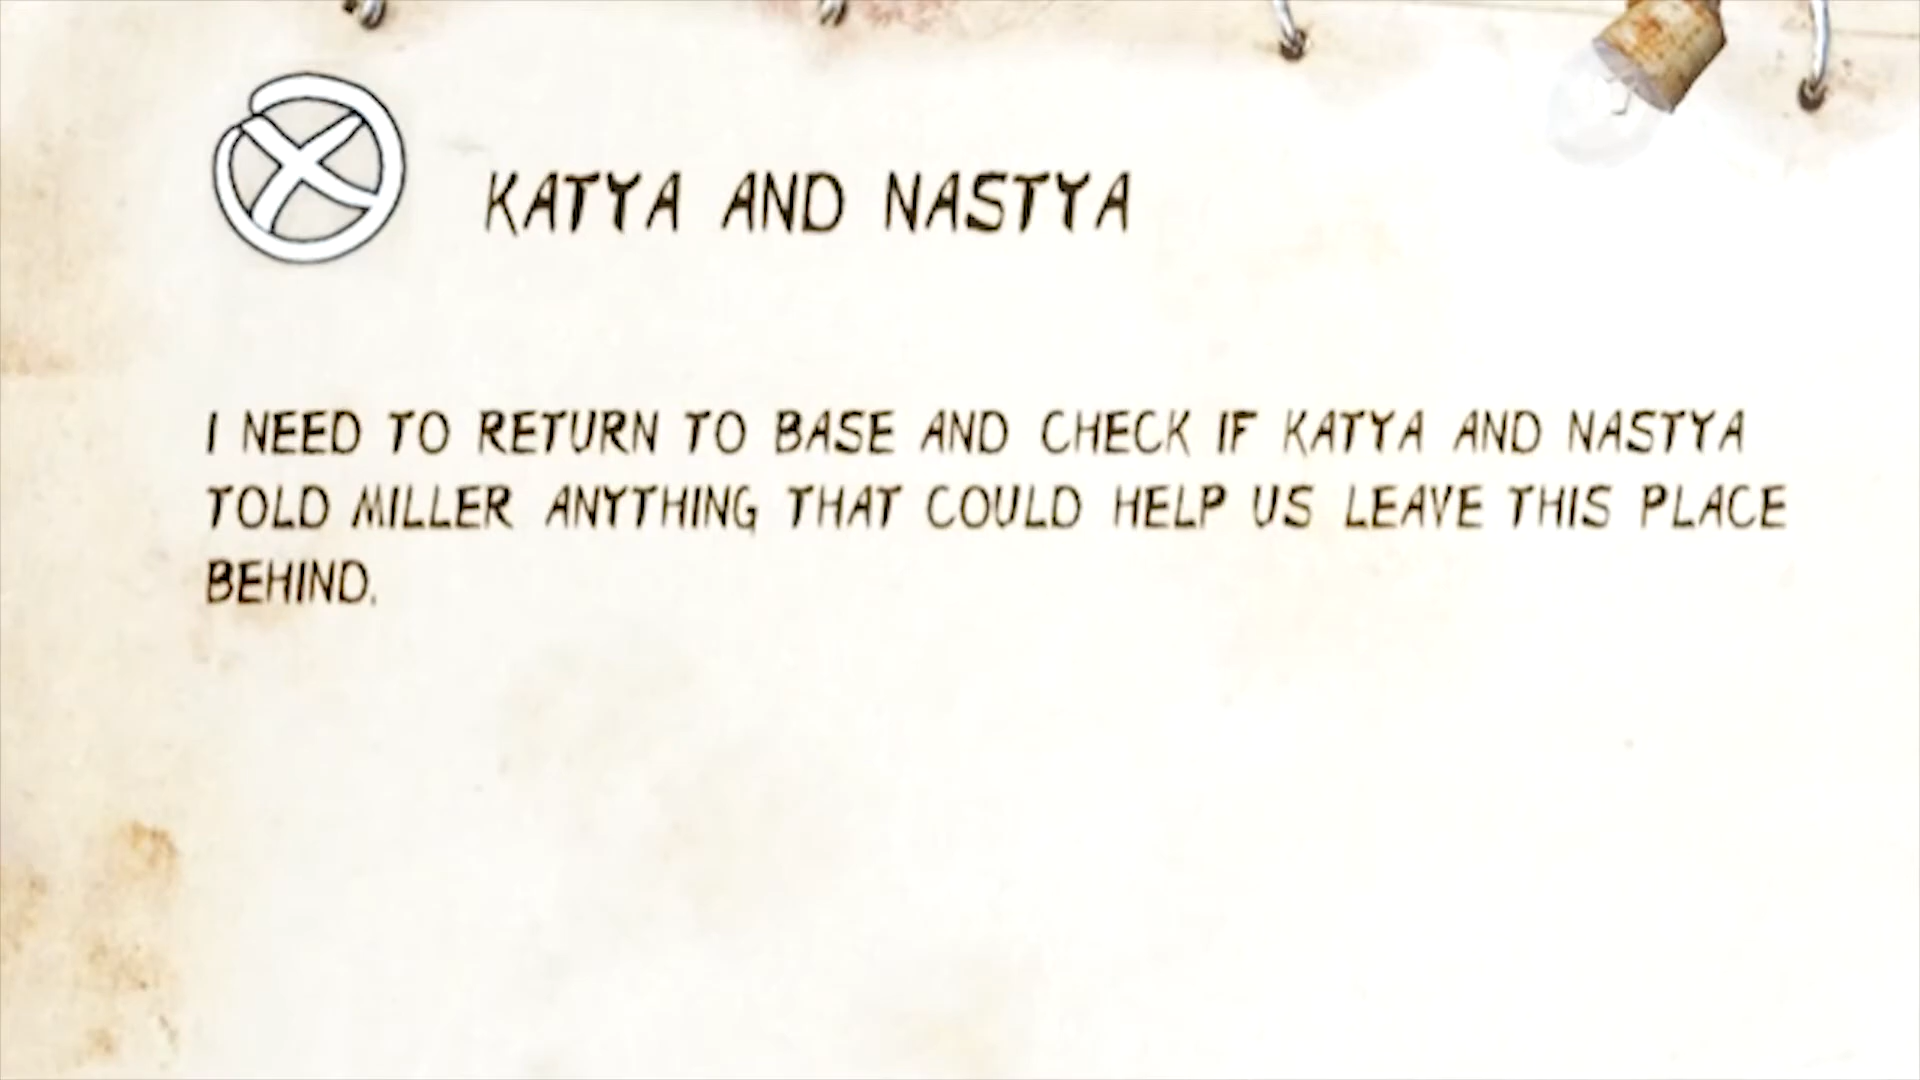 KATYA AND NASTYA
I NEED TO RETURN TO BASE AND CHECK IF KATYA AND NASTYA
TOLD MILLER ANYTHING THAT COULD HELP US LEAVE THIS PLACE
BEHIND.